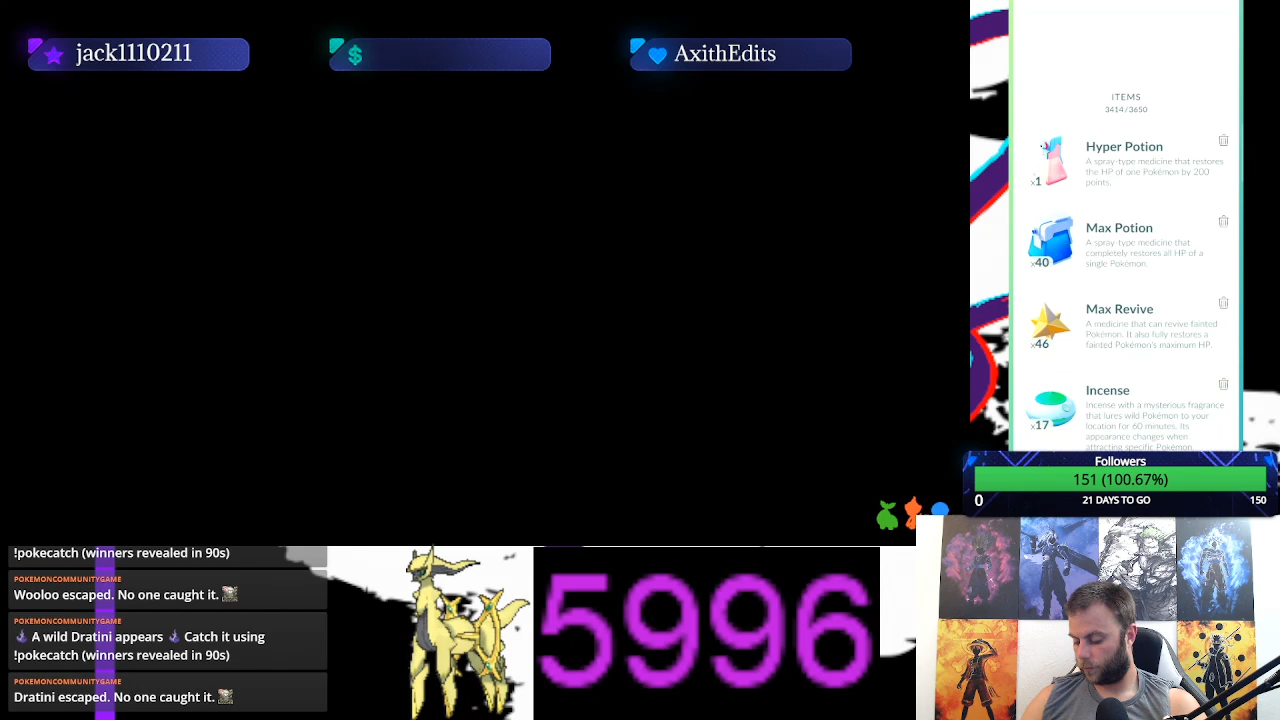 jack1110211
$
AxithEdits
ITEMS
3414/3650
Hyper Potion
A spray-type medicine that restores
the HP of one Pokémon by 200
points.
x1
Max Potion
A spray-type medicine that
completely restores all HP of a
single Pokémon.
x40
Max Revive
A medicine that can revive fainted
Pokémon. It also fully restores a
fainted Pokémon's maximum HP.
x46
Incense
Incense with a mysterious fragrance
that lures wild Pokémon to your
location for 60 minutes. Its
appearance changes when
attracting specific Pokémon.
x17
Followers
151 (100.67%)
0
21 DAYS TO GO
150
!pokecatch (winners revealed in 90s)
POKEMONCOMMUNITYGAME
Wooloo escaped. No one caught it.
POKEMONCOMMUNITYGAME
A wild Dratini appears Catch it using
!pokecatch (winners revealed in 90s)
POKEMONCOMMUNITYGAME
Dratini escaped. No one caught it.
5996